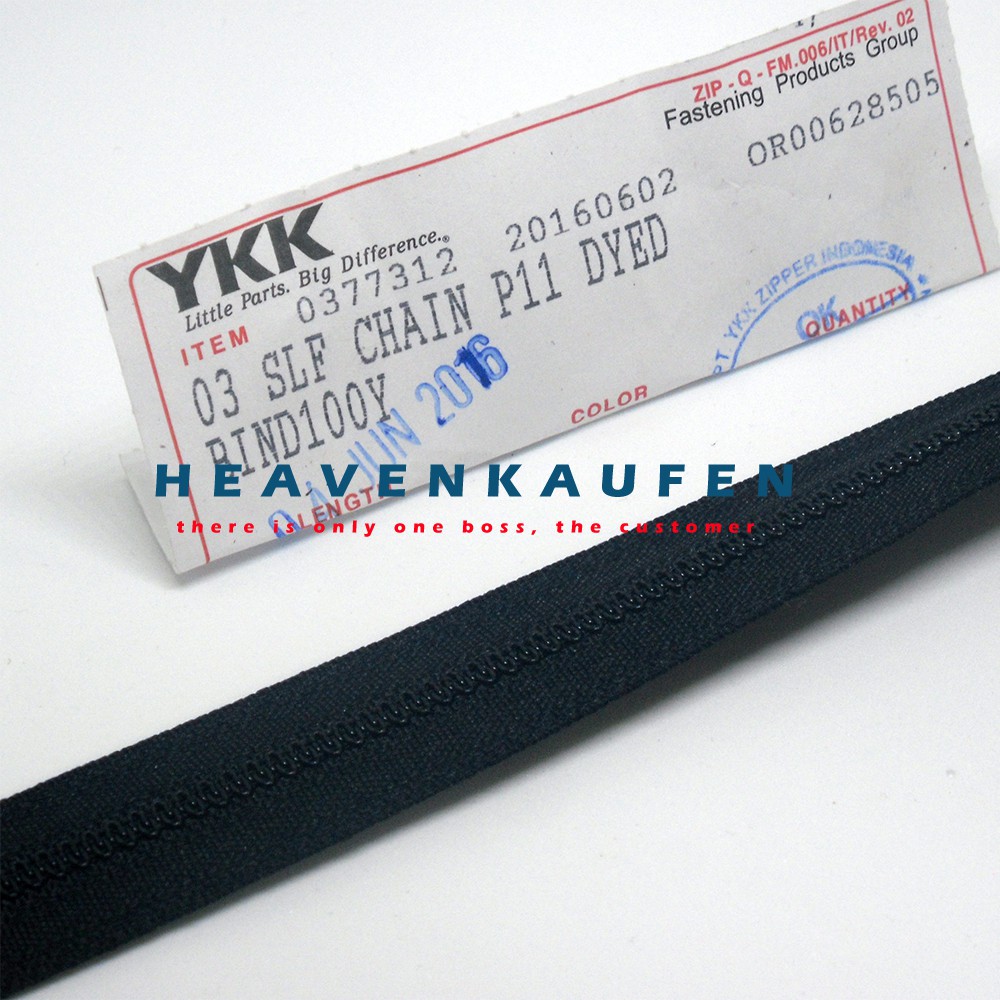 ZIP - Q - FM.006/IT/Rev. 02
Fastening Products Group
YKK
Little Parts. Big Difference.®
0377312 20160602 OR00628505
ITEM
03 SLF CHAIN P11 DYED
BIND100Y
PT YKK ZIPPER INDONESIA
OK
QUANTITY
COLOR
JUN 2016
LENGT
HEAVENKAUFEN
there is only one boss, the customer